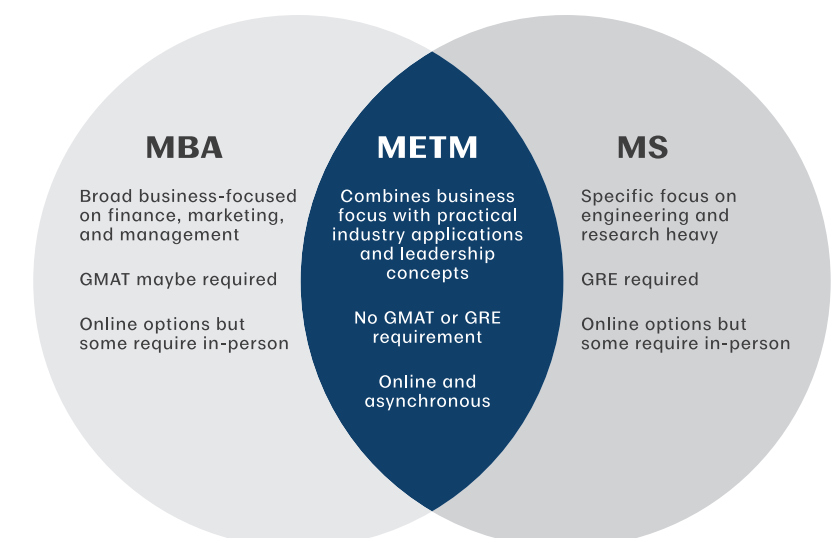 MBA
Broad business-focused
on finance, marketing,
and management
GMAT maybe required
Online options but
some require in-person
METM
Combines business
focus with practical
industry applications
and leadership
concepts
No GMAT or GRE
requirement
Online and
asynchronous
MS
Specific focus on
engineering and
research heavy
GRE required
Online options but
some require in-person